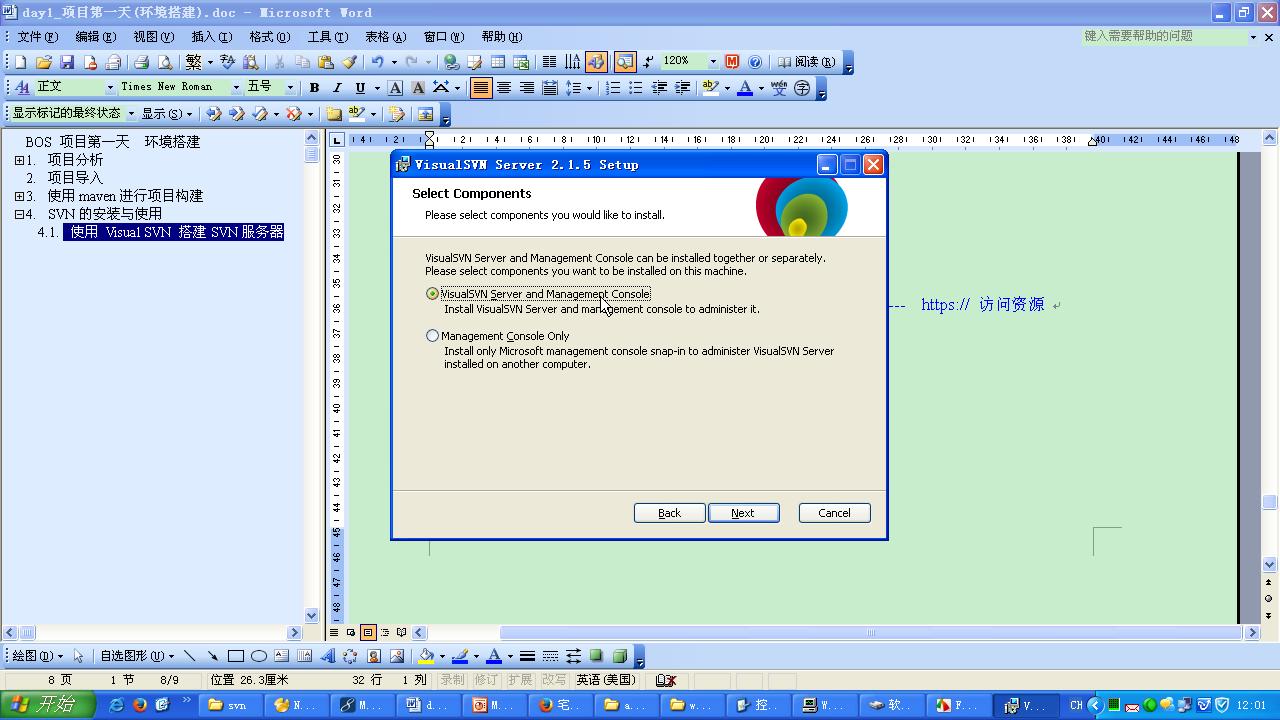 day1_项目第一天(环境搭建).doc - Microsoft Word
文件(F) 编辑(E) 视图(V) 插入(I) 格式(O) 工具(T) 表格(A) 窗口(W) 帮助(H) 键入需要帮助的问题
120% 阅读(R)
正文 Times New Roman 五号 B I U A A
显示标记的最终状态 显示(S)
BOS 项目第一天 环境搭建
1. 项目分析
2. 项目导入
3. 使用 maven 进行项目构建
4. SVN 的安装与使用
4.1. 使用 Visual SVN 搭建 SVN 服务器
VisualSVN Server 2.1.5 Setup
Select Components
Please select components you would like to install.
VisualSVN Server and Management Console can be installed together or separately.
Please select components you want to be installed on this machine.
VisualSVN Server and Management Console
Install VisualSVN Server and management console to administer it.
Management Console Only
Install only Microsoft management console snap-in to administer VisualSVN Server
installed on another computer.
Back Next Cancel
--- https:// 访问资源
绘图(D) 自选图形(U)
8 页 1 节 8/9 位置 26.3厘米 32 行 1 列 录制 修订 扩展 改写 英语(美国)
开始 svn N... M... d... M... 宅... a... w... 控... W... 软... F... V... CH 12:01